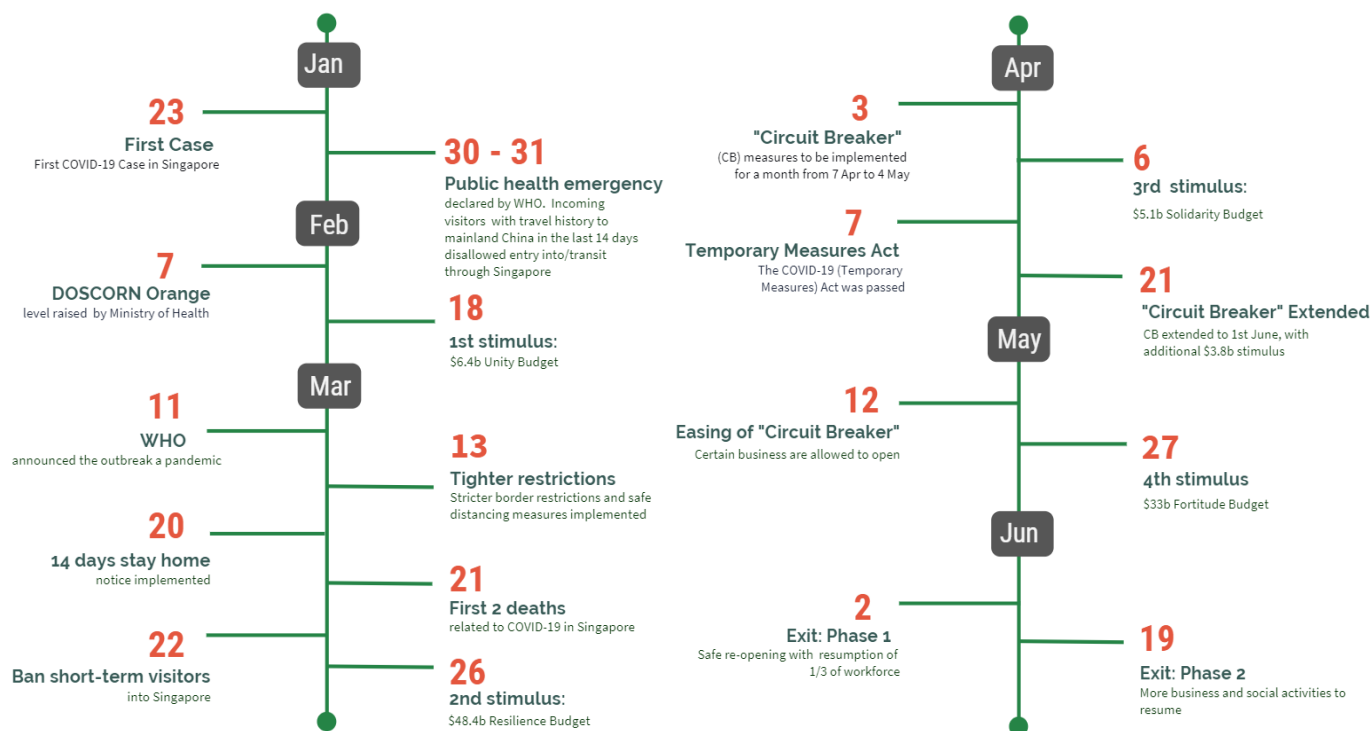 Jan
23
First Case
First COVID-19 Case in Singapore
30 - 31
Public health emergency
declared by WHO. Incoming
visitors with travel history to
mainland China in the last 14 days
disallowed entry into/transit
through Singapore
Feb
7
DOSCORN Orange
level raised by Ministry of Health
18
1st stimulus:
$6.4b Unity Budget
Mar
11
WHO
announced the outbreak a pandemic
13
Tighter restrictions
Stricter border restrictions and safe
distancing measures implemented
20
14 days stay home
notice implemented
21
First 2 deaths
related to COVID-19 in Singapore
22
Ban short-term visitors
into Singapore
26
2nd stimulus:
$48.4b Resilience Budget
Apr
3
"Circuit Breaker"
(CB) measures to be implemented
for a month from 7 Apr to 4 May
6
3rd stimulus:
$5.1b Solidarity Budget
7
Temporary Measures Act
The COVID-19 (Temporary
Measures) Act was passed
21
"Circuit Breaker" Extended
CB extended to 1st June, with
additional $3.8b stimulus
May
12
Easing of "Circuit Breaker"
Certain business are allowed to open
27
4th stimulus
$33b Fortitude Budget
Jun
2
Exit: Phase 1
Safe re-opening with resumption of
1/3 of workforce
19
Exit: Phase 2
More business and social activities to
resume